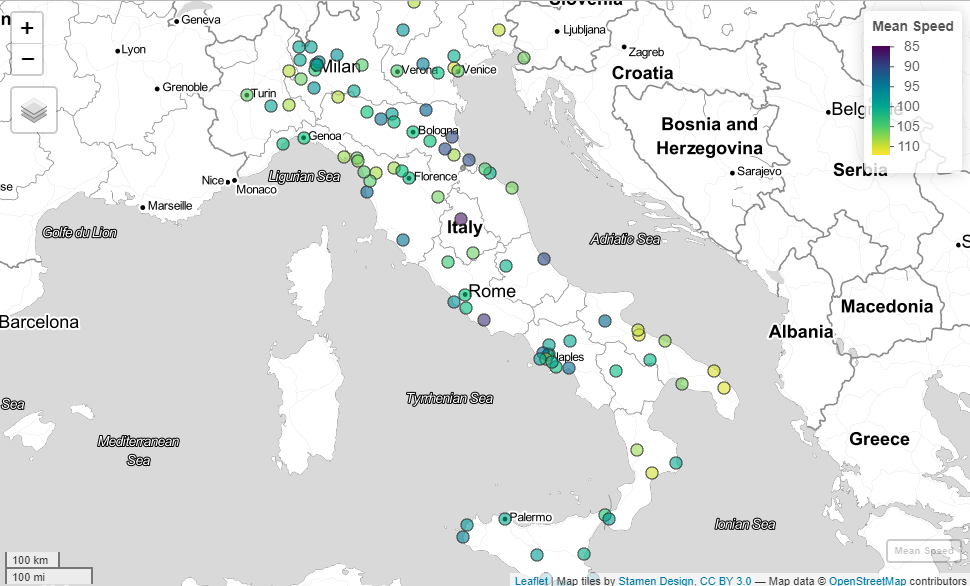 +
−
Slovenia
Geneva
Ljubljana
Lyon
Zagreb
Milan
Verona
Venice
Croatia
Grenoble
Turin
Bosnia and
Herzegovina
Belg
Genoa
Bologna
Nice
Monaco
Ligurian Sea
Florence
Sarajevo
Serbia
se
Marseille
Golfe du Lion
Italy
Adriatic Sea
S
Rome
Barcelona
Macedonia
Albania
Naples
Tyrrhenian Sea
Sea
Mediterranean
Sea
Greece
Palermo
Ionian Sea
Mean Speed
85
90
95
100
105
110
Mean Speed
100 km
100 mi
Leaflet | Map tiles by Stamen Design, CC BY 3.0 — Map data © OpenStreetMap contributors